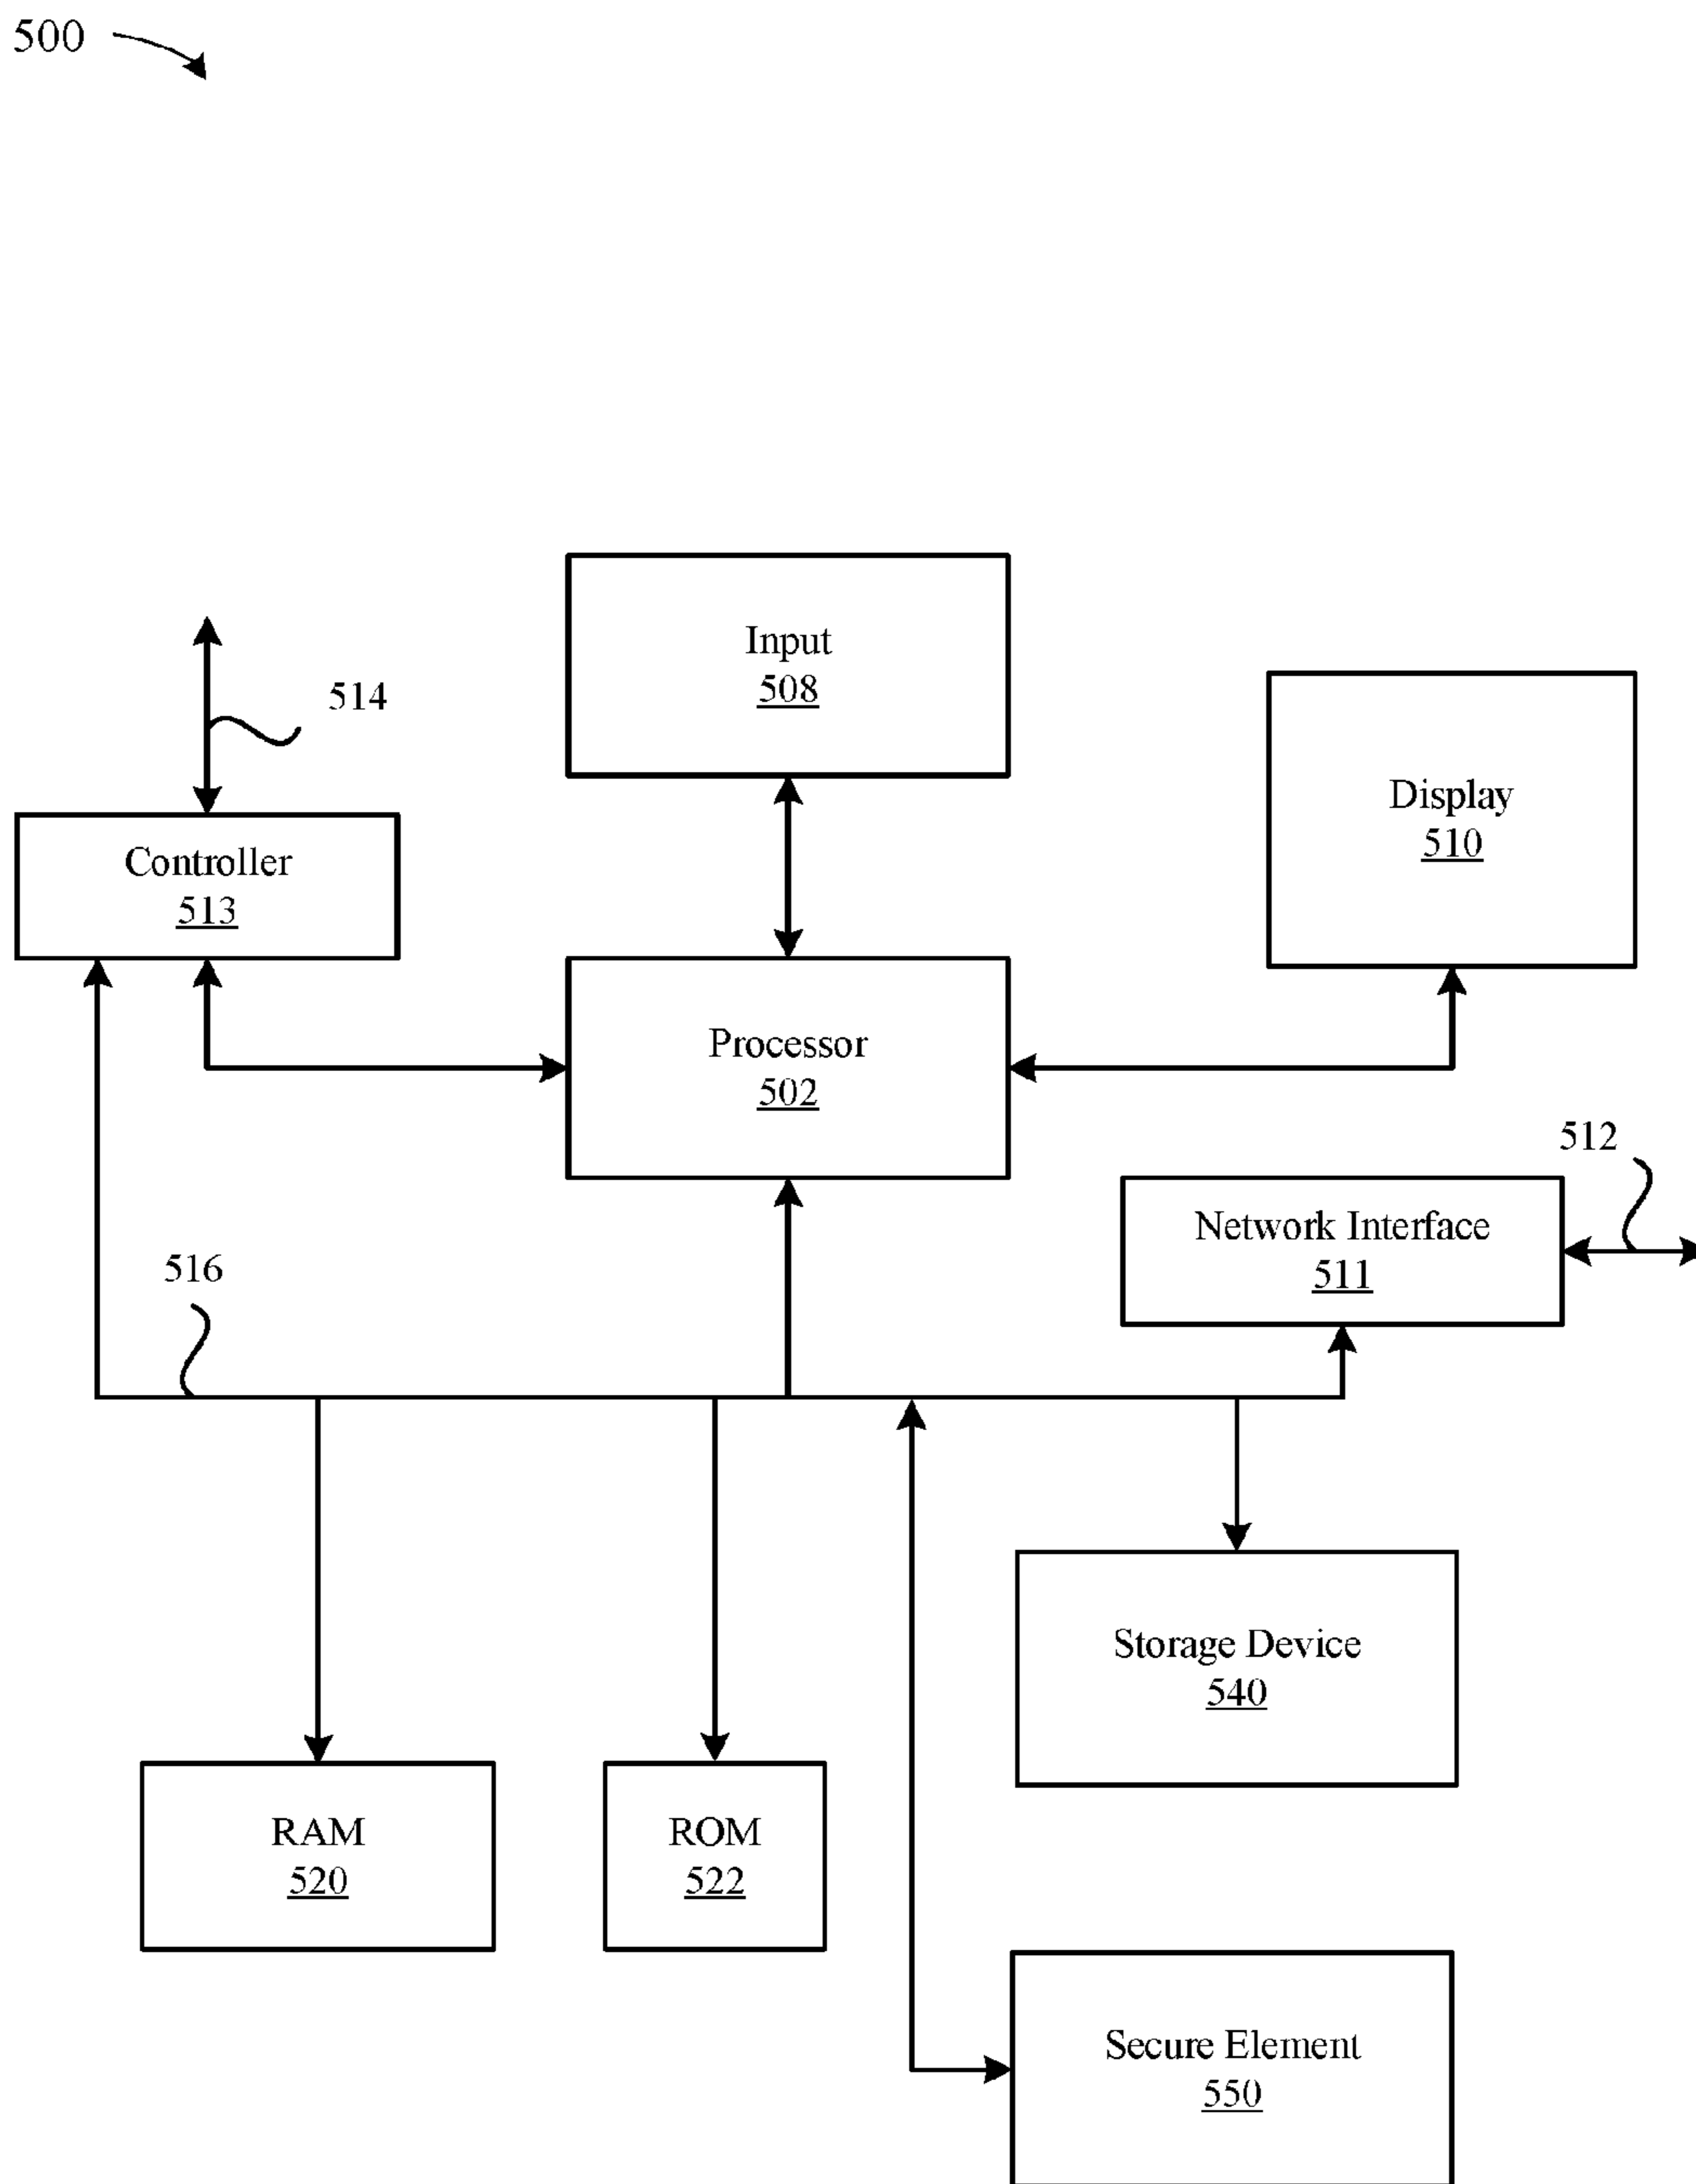 500
Input
508
514
Display
510
Controller
513
Processor
502
512
Network Interface
511
516
Storage Device
540
RAM
520
ROM
522
Secure Element
550